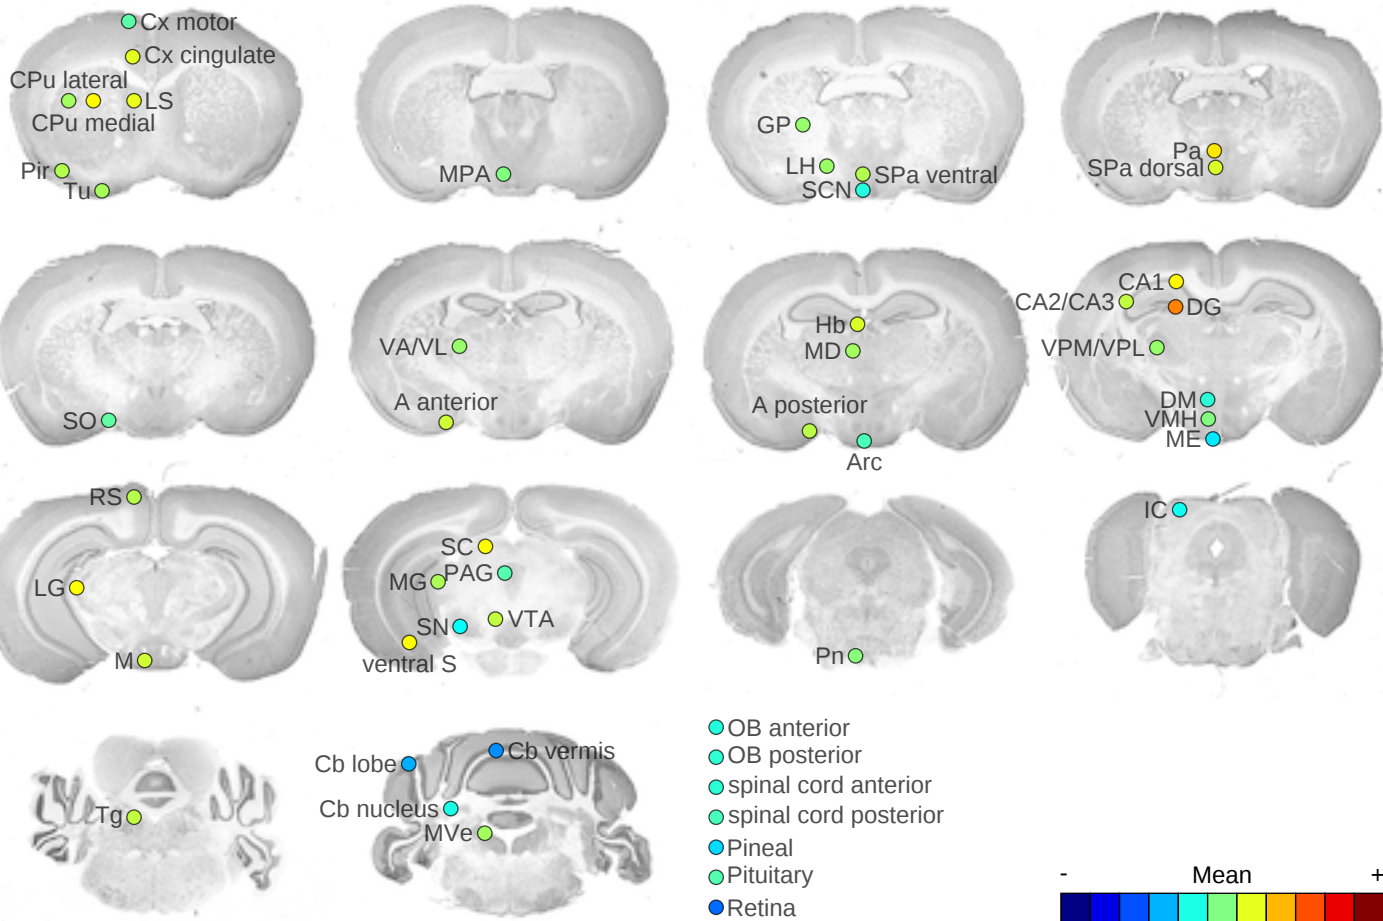 Cx motor
Cx cingulate
CPu lateral
LS
CPu medial
Pir
Tu
MPA
GP
LH
SPa ventral
SCN
Pa
SPa dorsal
SO
VA/VL
A anterior
Hb
MD
A posterior
Arc
CA1
CA2/CA3
DG
VPM/VPL
DM
VMH
ME
RS
LG
M
SC
MG
PAG
SN
VTA
ventral S
Pn
IC
Tg
Cb lobe
Cb vermis
Cb nucleus
MVe
OB anterior
OB posterior
spinal cord anterior
spinal cord posterior
Pineal
Pituitary
Retina
- Mean +